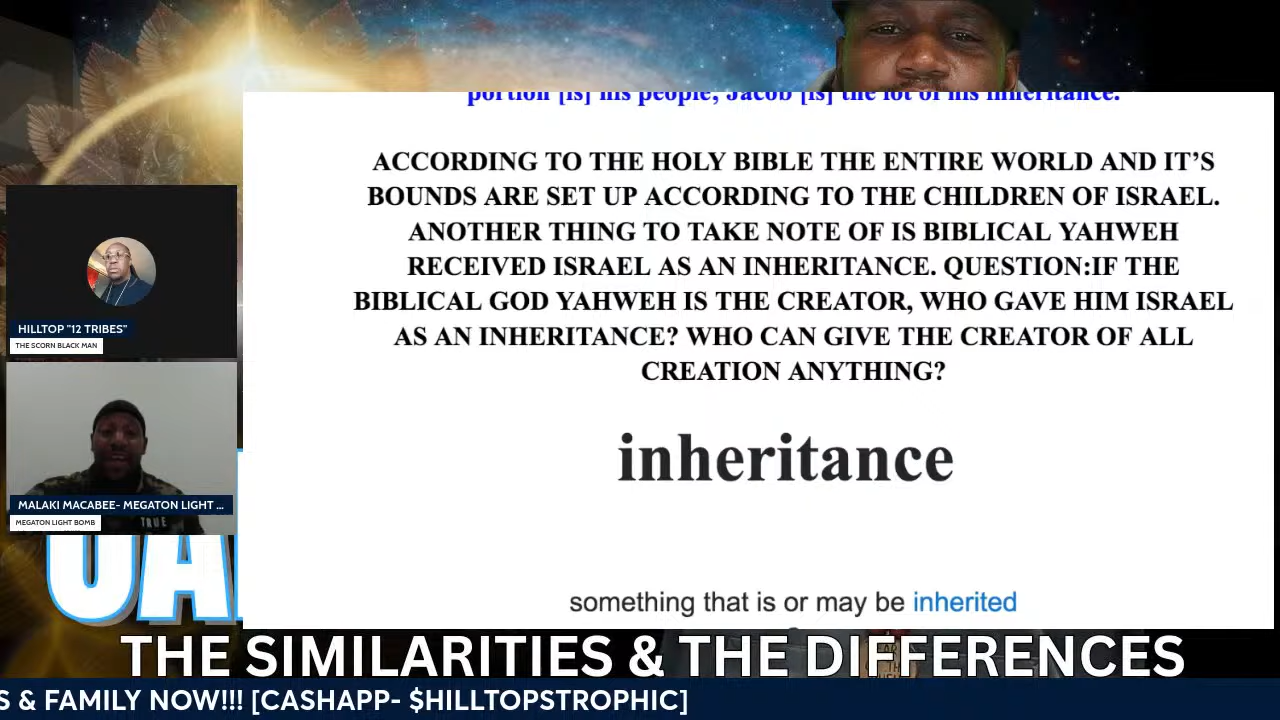 portion [is] his people; Jacob [is] the lot of his inheritance.
ACCORDING TO THE HOLY BIBLE THE ENTIRE WORLD AND IT’S
BOUNDS ARE SET UP ACCORDING TO THE CHILDREN OF ISRAEL.
ANOTHER THING TO TAKE NOTE OF IS BIBLICAL YAHWEH
RECEIVED ISRAEL AS AN INHERITANCE. QUESTION:IF THE
BIBLICAL GOD YAHWEH IS THE CREATOR, WHO GAVE HIM ISRAEL
AS AN INHERITANCE? WHO CAN GIVE THE CREATOR OF ALL
CREATION ANYTHING?
inheritance
something that is or may be inherited
HILLTOP "12 TRIBES"
THE SCORN BLACK MAN
MALAKI MACABEE- MEGATON LIGHT ...
MEGATON LIGHT BOMB
TRUE
THE SIMILARITIES & THE DIFFERENCES
S & FAMILY NOW!!! [CASHAPP- $HILLTOPSTROPHIC]